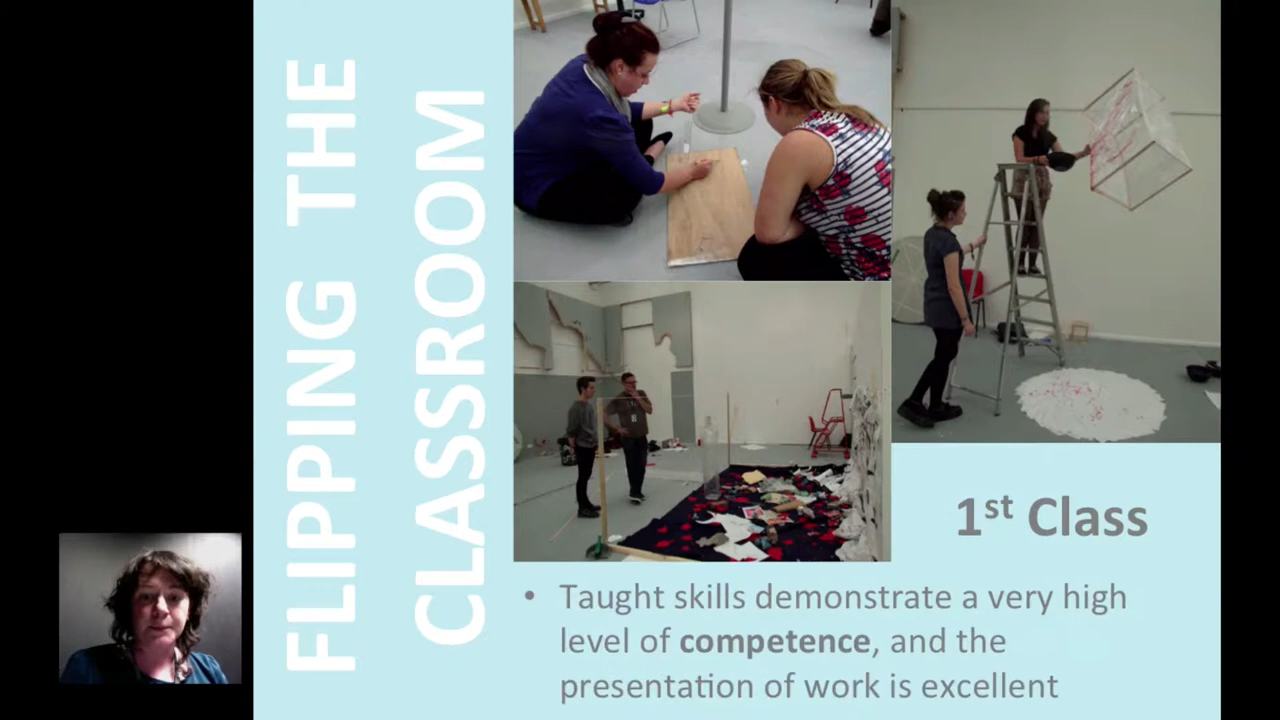 FLIPPING THE
CLASSROOM
1st Class
• Taught skills demonstrate a very high
level of competence, and the
presentation of work is excellent